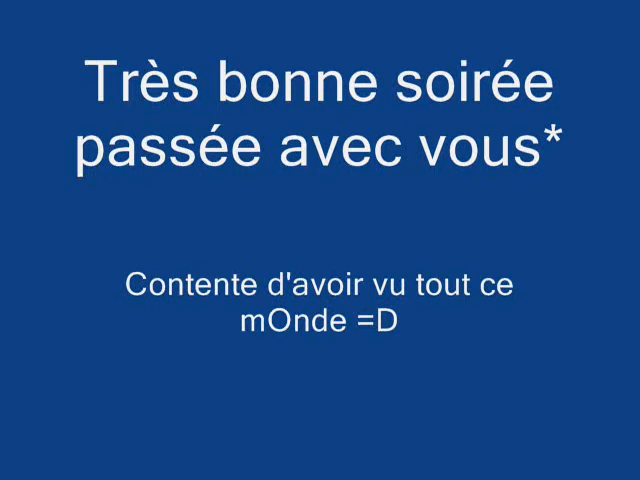 Très bonne soirée
passée avec vous*
Contente d'avoir vu tout ce
mOnde =D